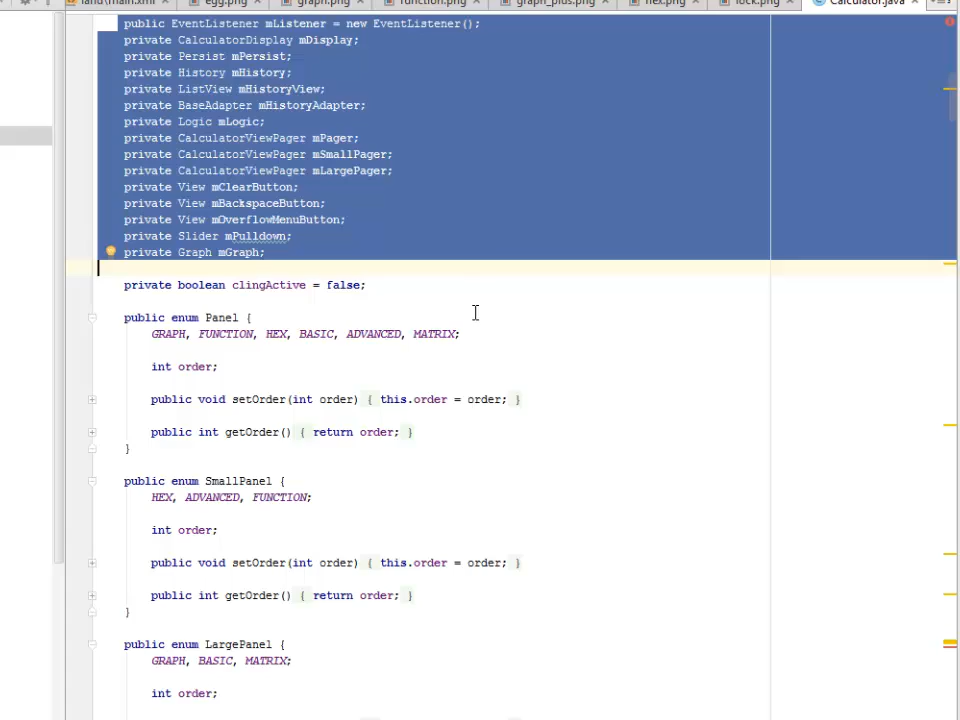 land\main.xml egg.png graph.png function.png graph_plus.png hex.png lock.png Calculator.java
public EventListener mListener = new EventListener();
private CalculatorDisplay mDisplay;
private Persist mPersist;
private History mHistory;
private ListView mHistoryView;
private BaseAdapter mHistoryAdapter;
private Logic mLogic;
private CalculatorViewPager mPager;
private CalculatorViewPager mSmallPager;
private CalculatorViewPager mLargePager;
private View mClearButton;
private View mBackspaceButton;
private View mOverflowMenuButton;
private Slider mPulldown;
private Graph mGraph;
private boolean clingActive = false;
public enum Panel {
GRAPH, FUNCTION, HEX, BASIC, ADVANCED, MATRIX;
int order;
public void setOrder(int order) { this.order = order; }
public int getOrder() { return order; }
}
public enum SmallPanel {
HEX, ADVANCED, FUNCTION;
int order;
public void setOrder(int order) { this.order = order; }
public int getOrder() { return order; }
}
public enum LargePanel {
GRAPH, BASIC, MATRIX;
int order;